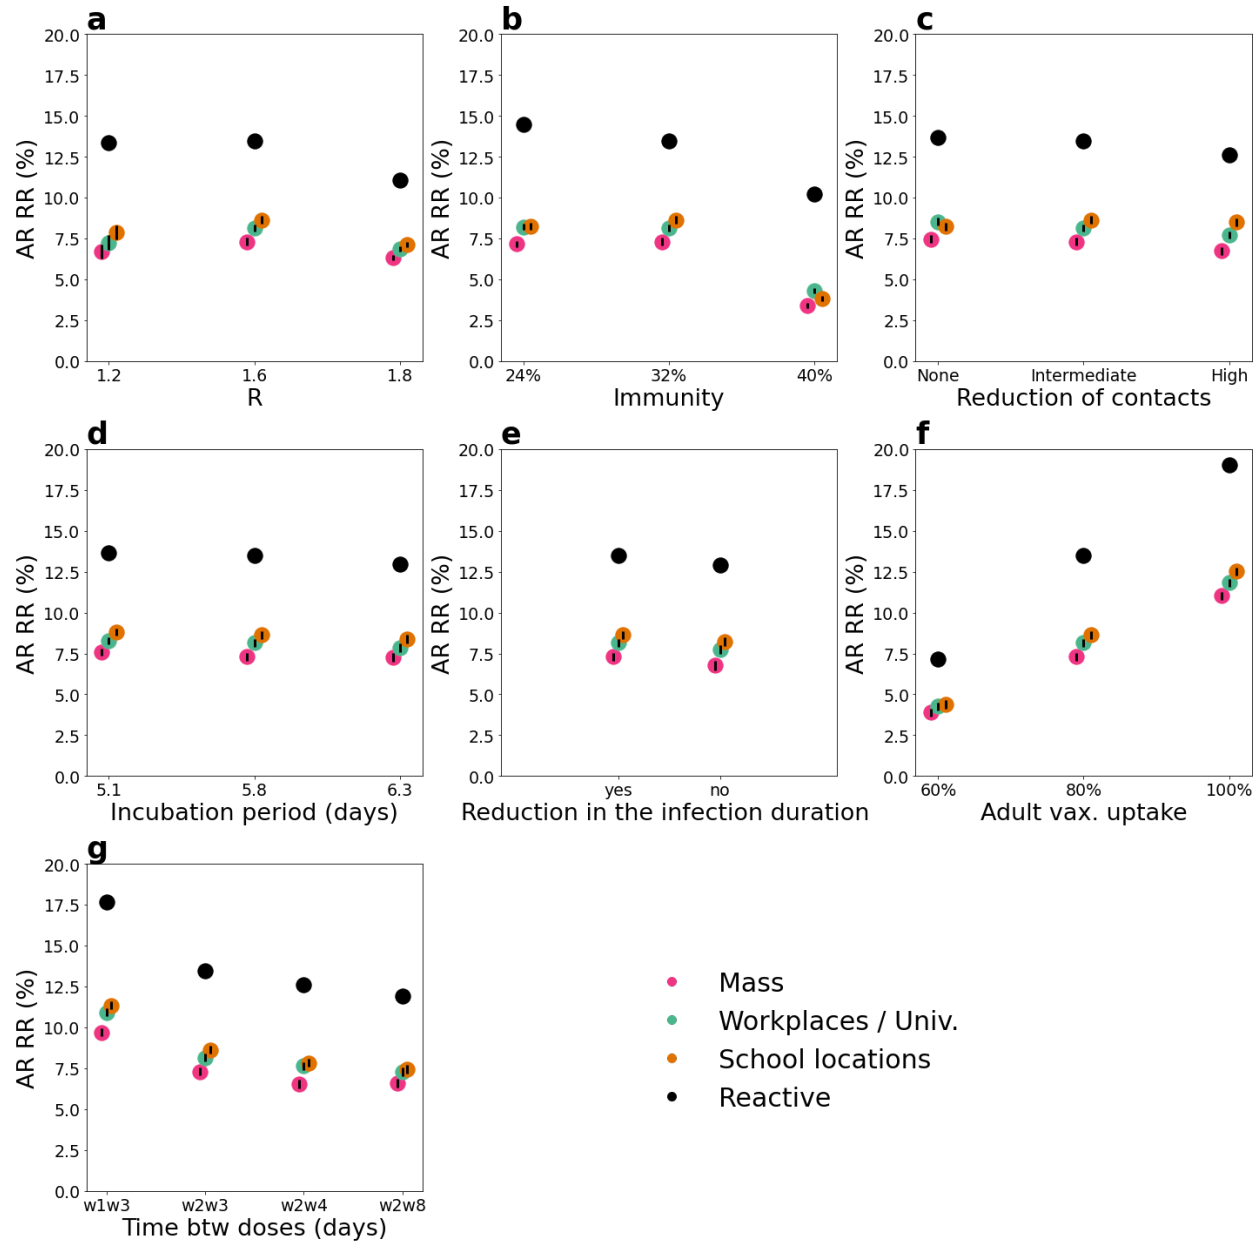 a
20.0
17.5
15.0
12.5
10.0
7.5
5.0
2.5
0.0
AR RR (%)
1.2 1.6 1.8
R
b
20.0
17.5
15.0
12.5
10.0
7.5
5.0
2.5
0.0
AR RR (%)
24% 32% 40%
Immunity
c
20.0
17.5
15.0
12.5
10.0
7.5
5.0
2.5
0.0
AR RR (%)
None Intermediate High
Reduction of contacts
d
20.0
17.5
15.0
12.5
10.0
7.5
5.0
2.5
0.0
AR RR (%)
5.1 5.8 6.3
Incubation period (days)
e
20.0
17.5
15.0
12.5
10.0
7.5
5.0
2.5
0.0
AR RR (%)
yes no
Reduction in the infection duration
f
20.0
17.5
15.0
12.5
10.0
7.5
5.0
2.5
0.0
AR RR (%)
60% 80% 100%
Adult vax. uptake
g
20.0
17.5
15.0
12.5
10.0
7.5
5.0
2.5
0.0
AR RR (%)
w1w3 w2w3 w2w4 w2w8
Time btw doses (days)
Mass
Workplaces / Univ.
School locations
Reactive